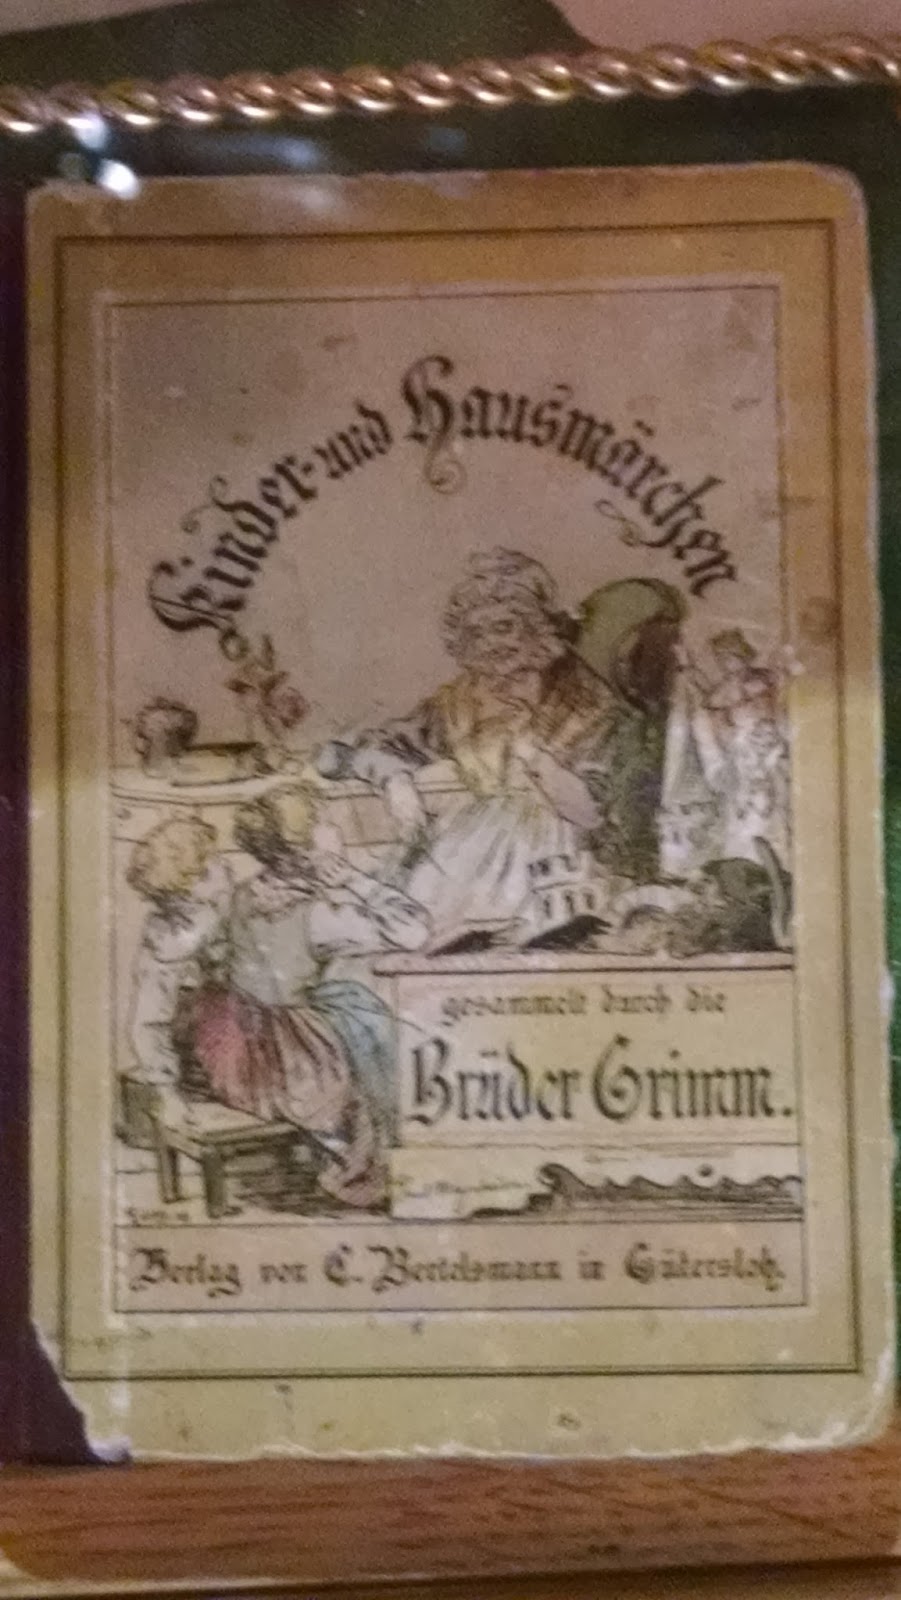 Kinder- und Hausmärchen
gesammelt durch die
Brüder Grimm.
Verlag von C. Bertelsmann in Gütersloh.